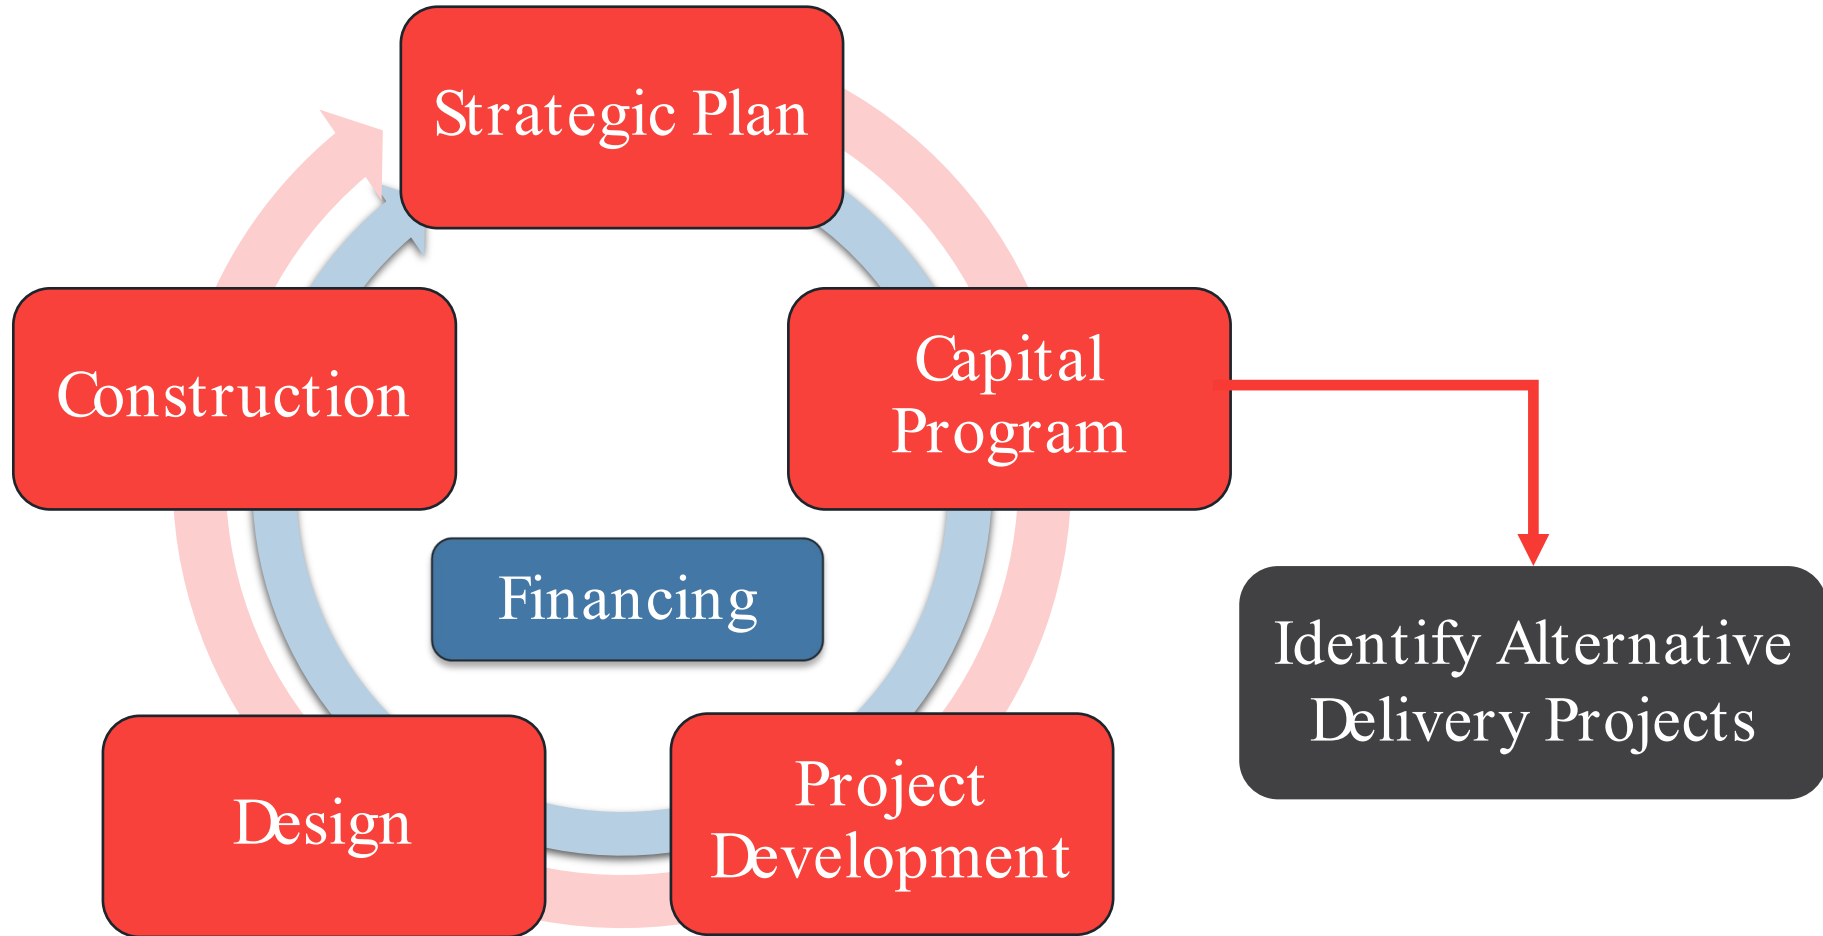 Strategic Plan
Capital
Program
Construction
Financing
Identify Alternative
Delivery Projects
Project
Development
Design